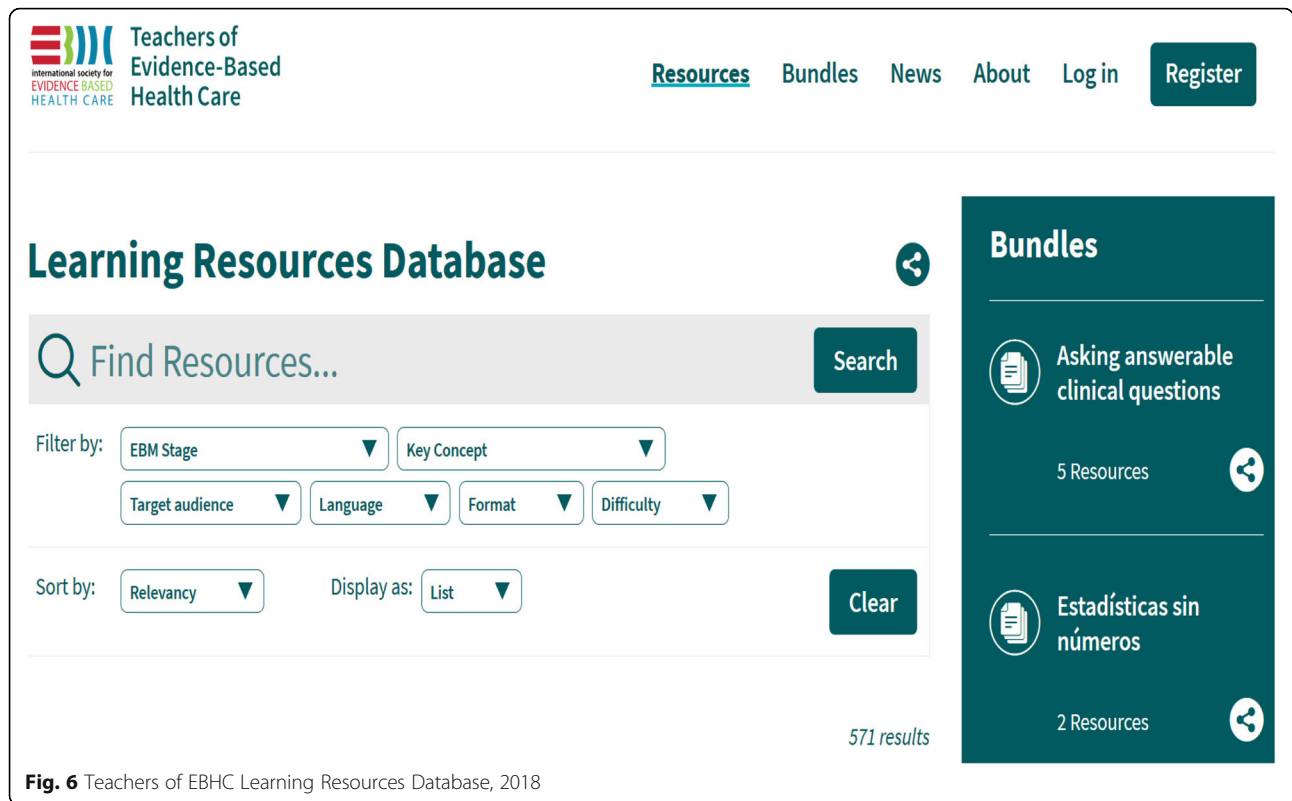 international society for
EVIDENCE BASED
HEALTH CARE
Teachers of
Evidence-Based
Health Care
Resources Bundles News About Log in Register
Learning Resources Database
Find Resources... Search
Filter by: EBM Stage Key Concept
Target audience Language Format Difficulty
Sort by: Relevancy Display as: List Clear
571 results
Bundles
Asking answerable
clinical questions
5 Resources
Estadísticas sin
números
2 Resources
Fig. 6 Teachers of EBHC Learning Resources Database, 2018